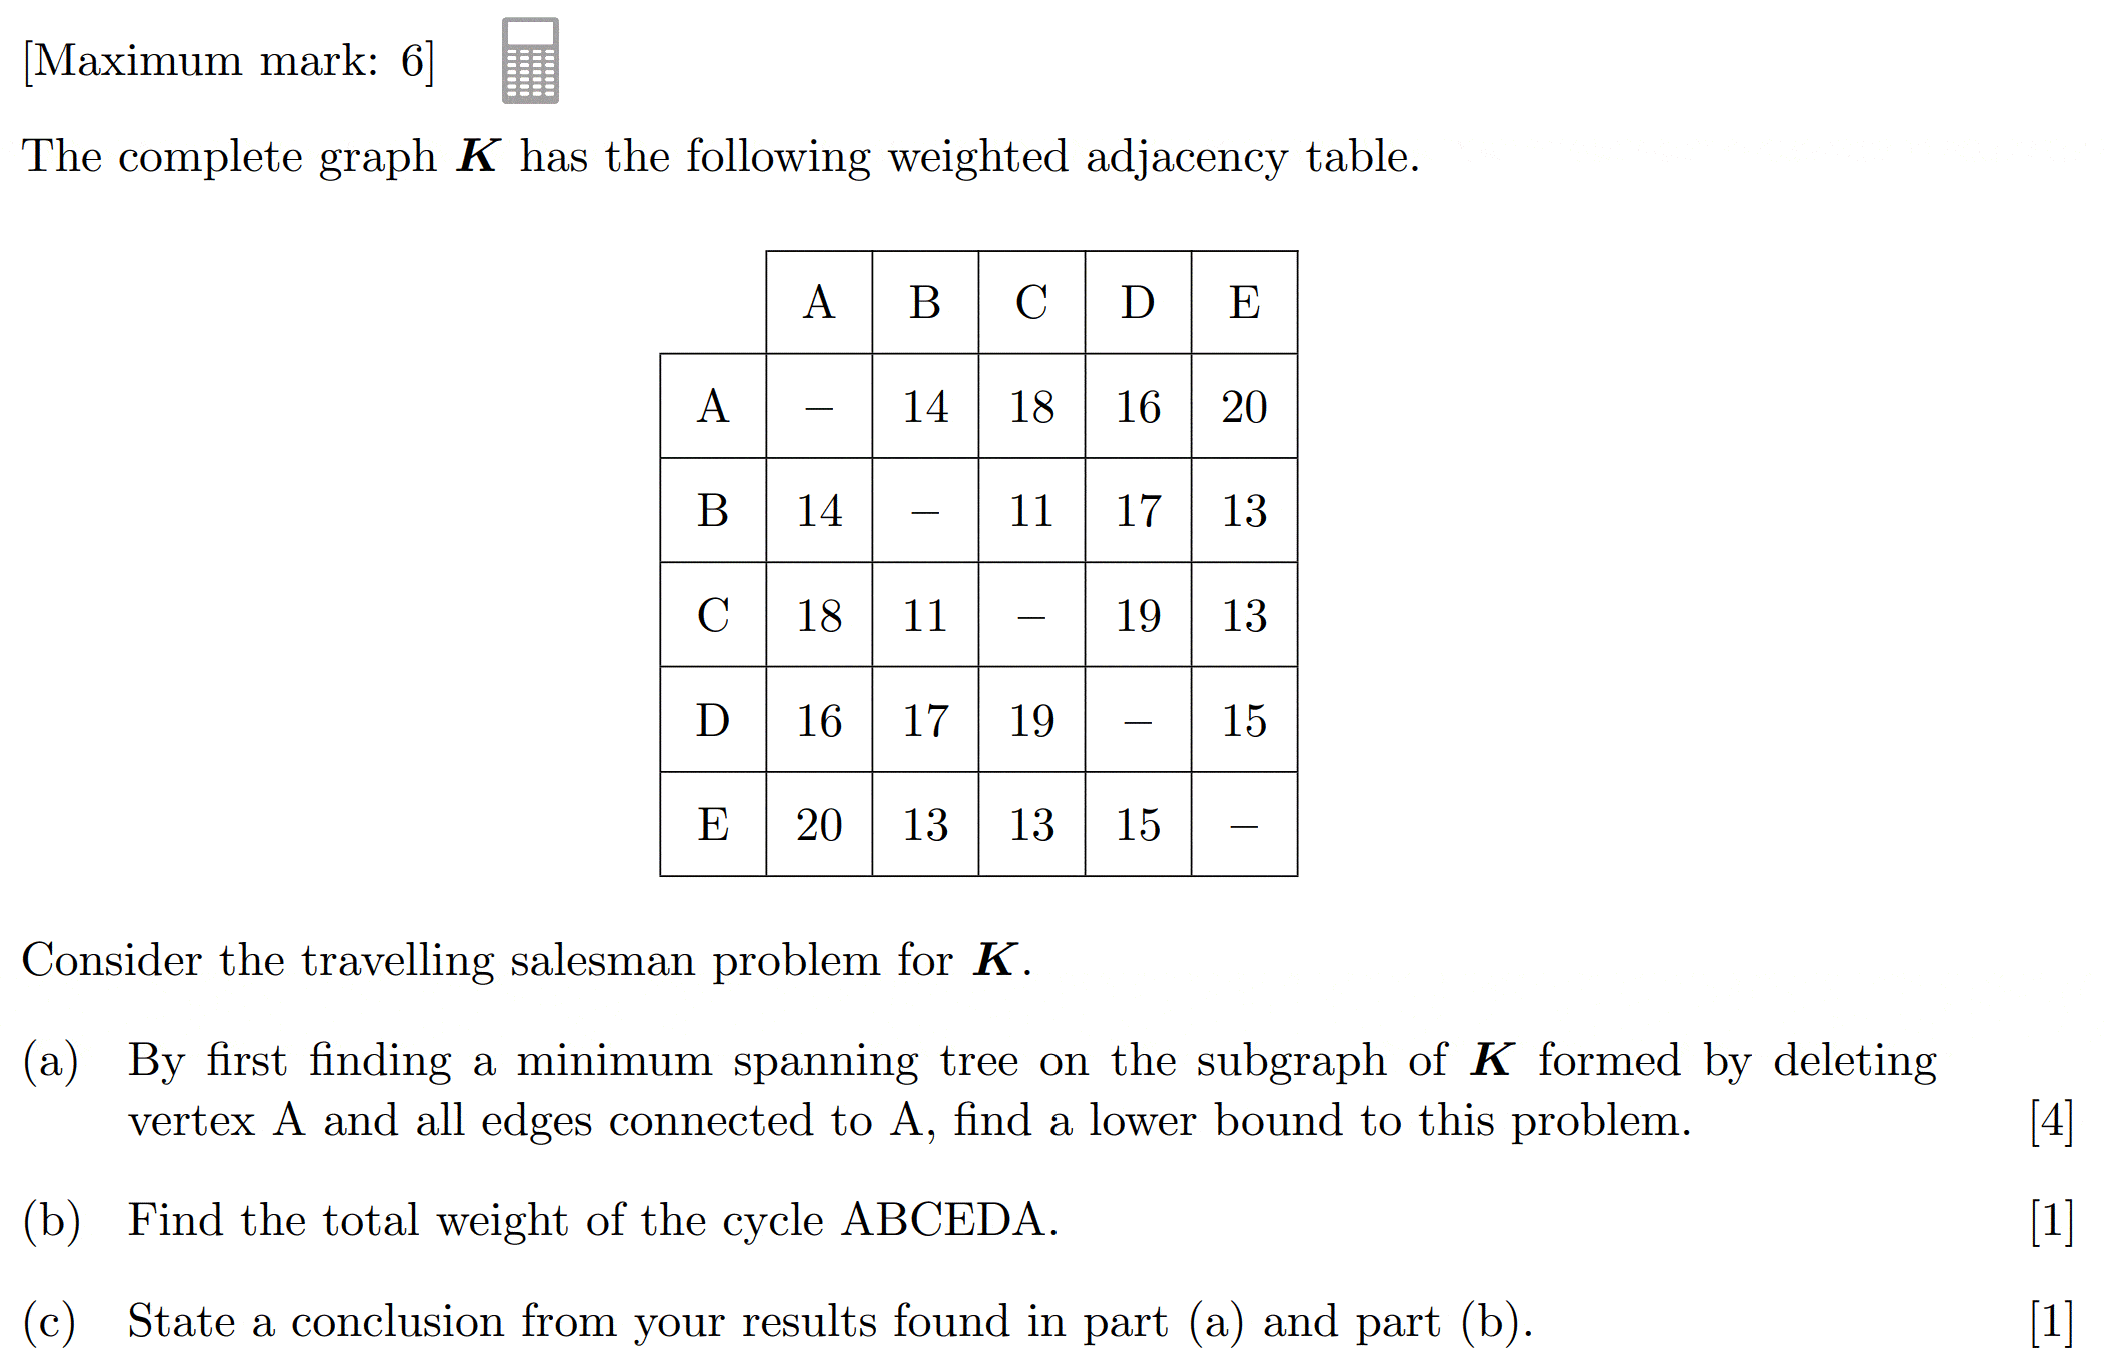 [Maximum mark: 6]
The complete graph K has the following weighted adjacency table.
A B C D E
A – 14 18 16 20
B 14 – 11 17 13
C 18 11 – 19 13
D 16 17 19 – 15
E 20 13 13 15 –
Consider the travelling salesman problem for K.
(a) By first finding a minimum spanning tree on the subgraph of K formed by deleting
vertex A and all edges connected to A, find a lower bound to this problem. [4]
(b) Find the total weight of the cycle ABCEDA. [1]
(c) State a conclusion from your results found in part (a) and part (b). [1]